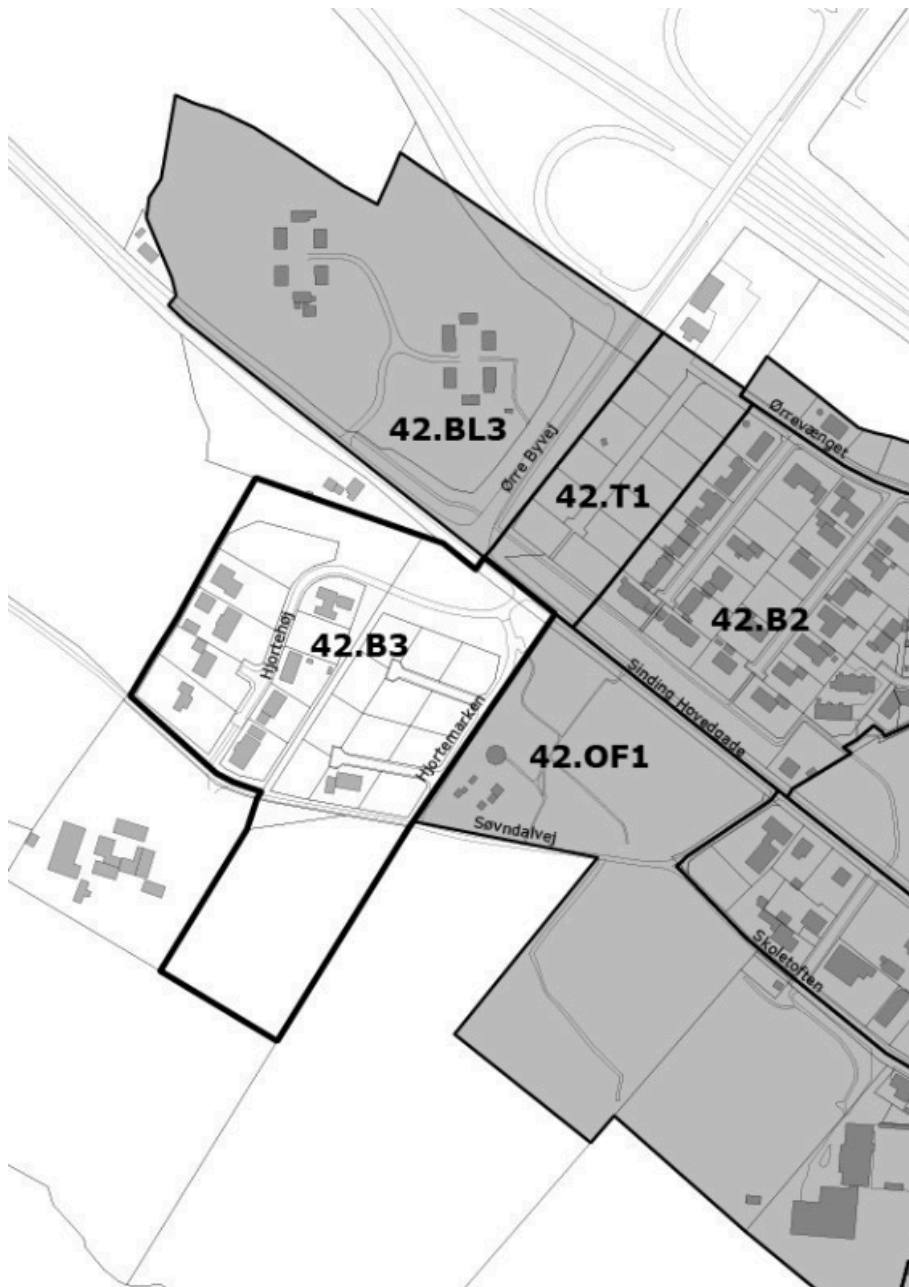 Ørrevænget
42.BL3
Ørre Byvej
42.T1
42.B2
Hjortehøj
42.B3
Sinding Hovedgade
Hjortemarken
42.OF1
Søvndalvej
Skoletoften